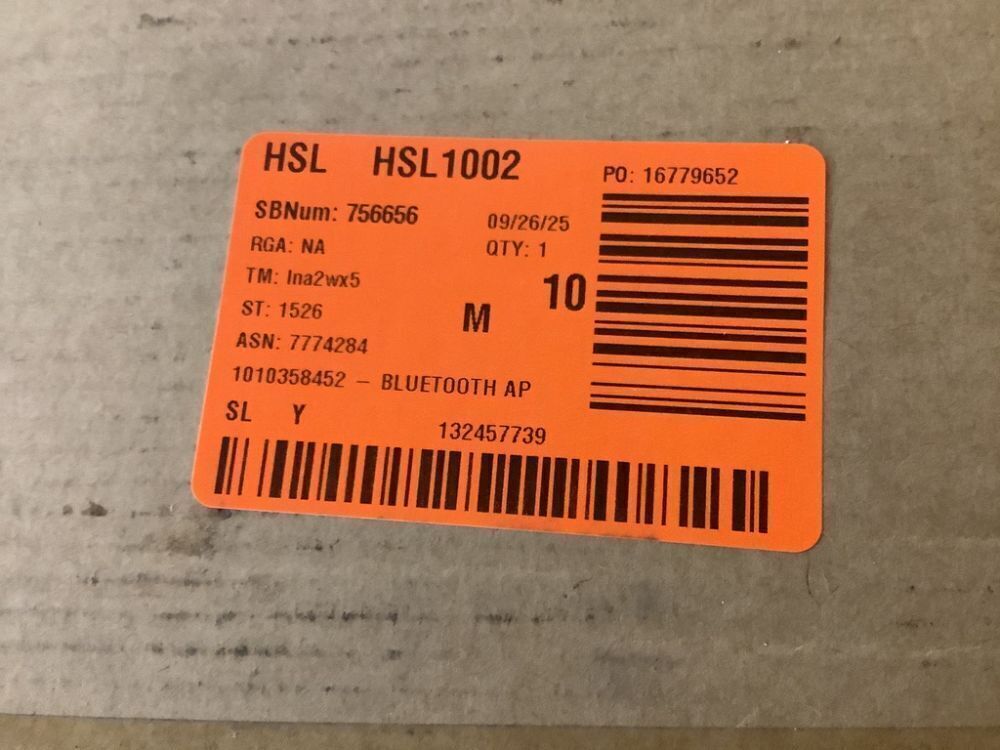 HSL HSL1002
PO: 16779652
SBNum: 756656
09/26/25
RGA: NA
QTY: 1
TM: lna2wx5
10
ST: 1526
M
ASN: 7774284
1010358452 – BLUETOOTH AP
SL Y
132457739